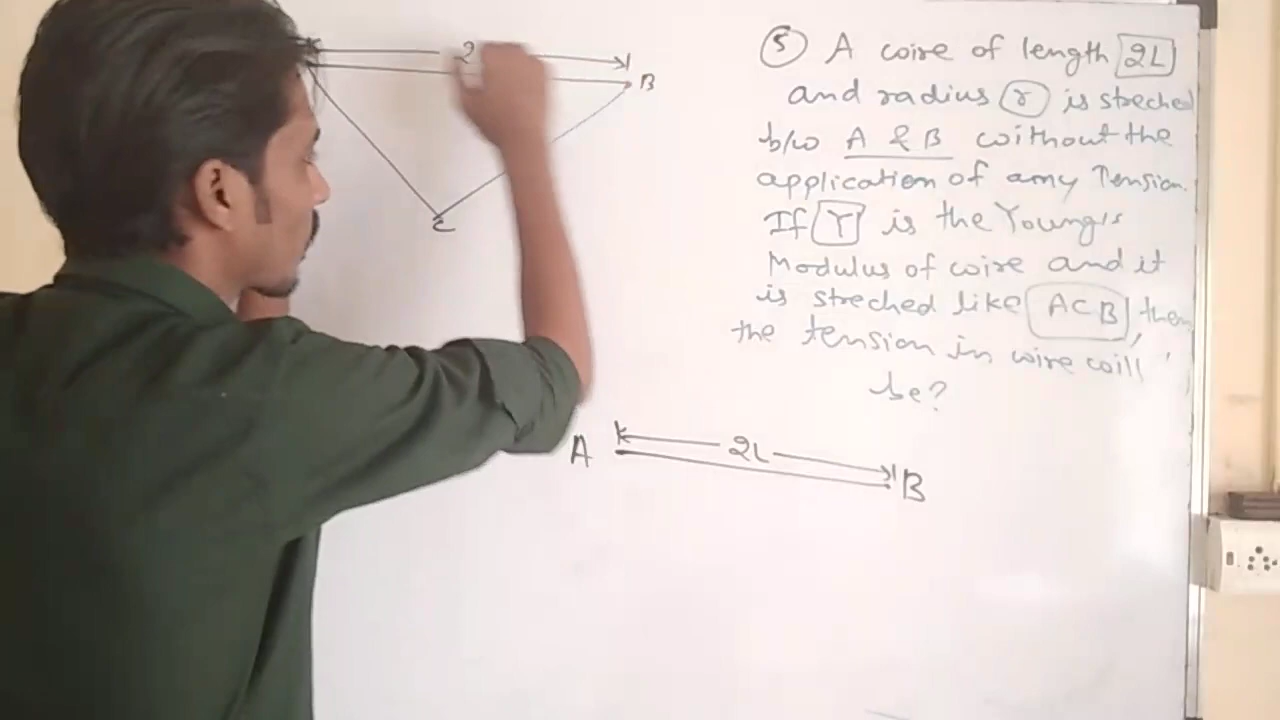 2
B
C
⑤ A wire of length 2L
and radius r is streched
b/w A & B without the
application of any Tension.
If Y is the Young's
Modulus of wire and it
is streched like ACB, then
the tension in wire will
be?
A 2L B